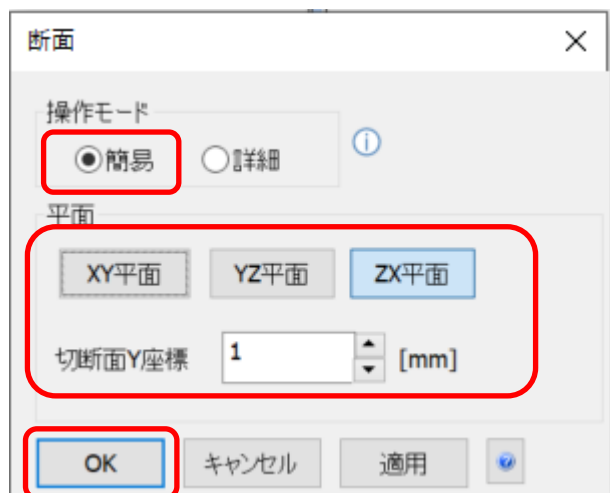 断面
操作モード
簡易 詳細
平面
XY平面 YZ平面 ZX平面
切断面Y座標 1 [mm]
OK キャンセル 適用